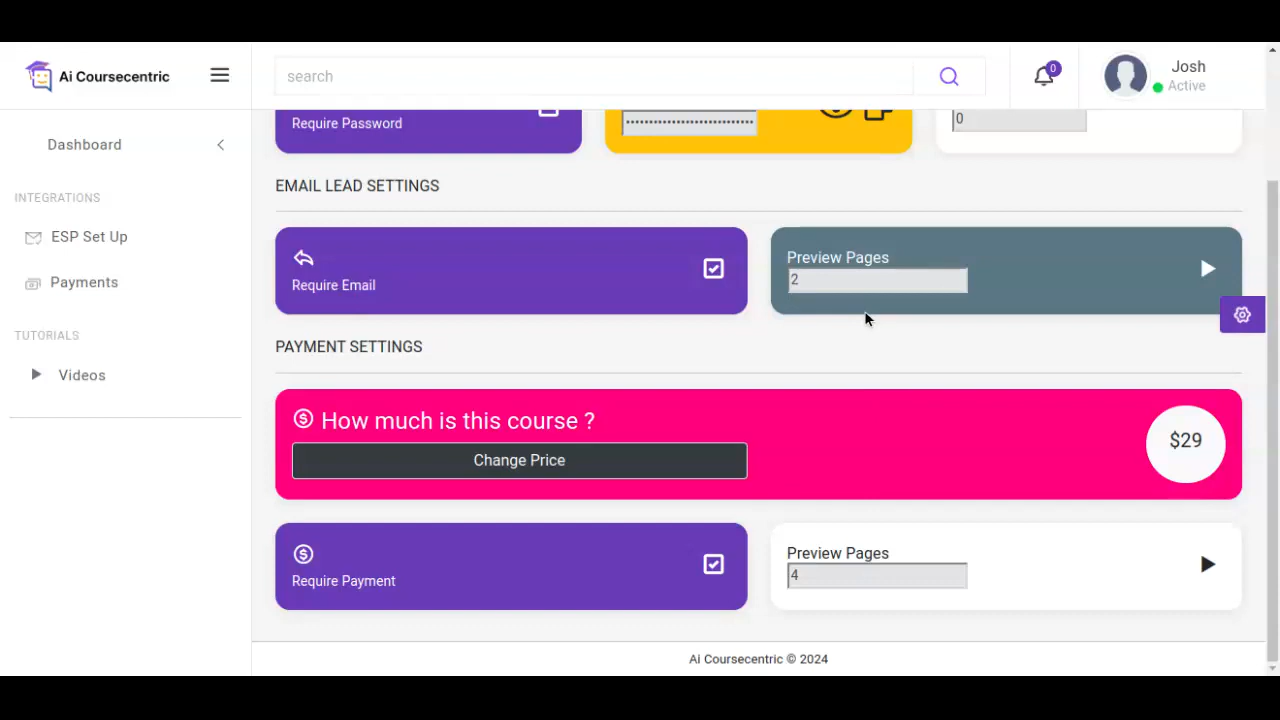 Ai Coursecentric
search
0
Josh
Active
Dashboard
INTEGRATIONS
ESP Set Up
Payments
TUTORIALS
Videos
Require Password
0
EMAIL LEAD SETTINGS
Require Email
Preview Pages
2
PAYMENT SETTINGS
How much is this course ?
Change Price
$29
Require Payment
Preview Pages
4
Ai Coursecentric © 2024